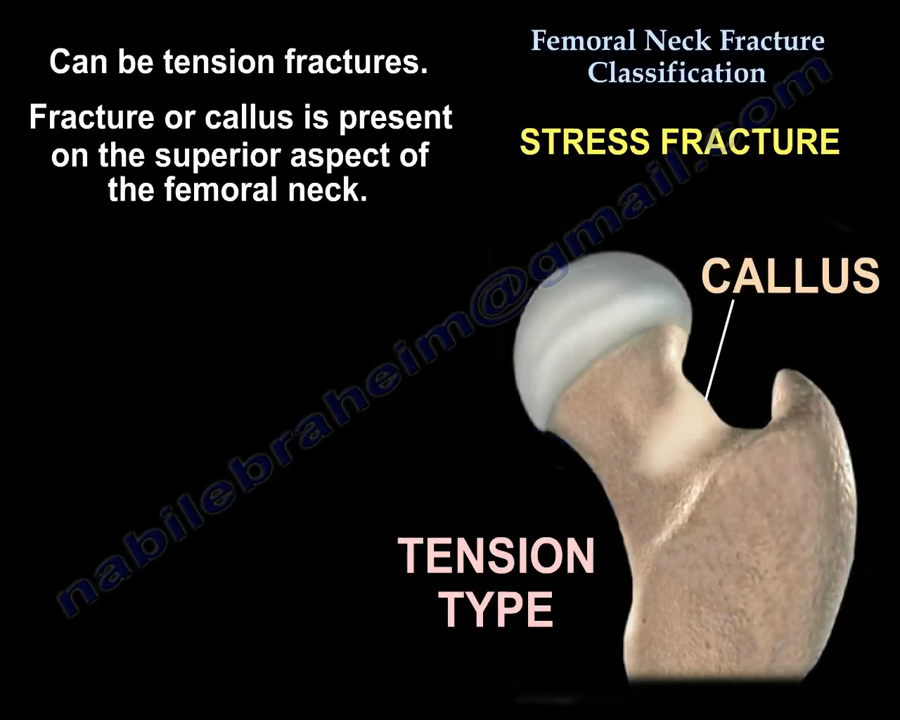 Can be tension fractures.
Fracture or callus is present
on the superior aspect of
the femoral neck.
Femoral Neck Fracture
Classification
STRESS FRACTURE
CALLUS
TENSION
TYPE
nabilebraheim@gmail.com